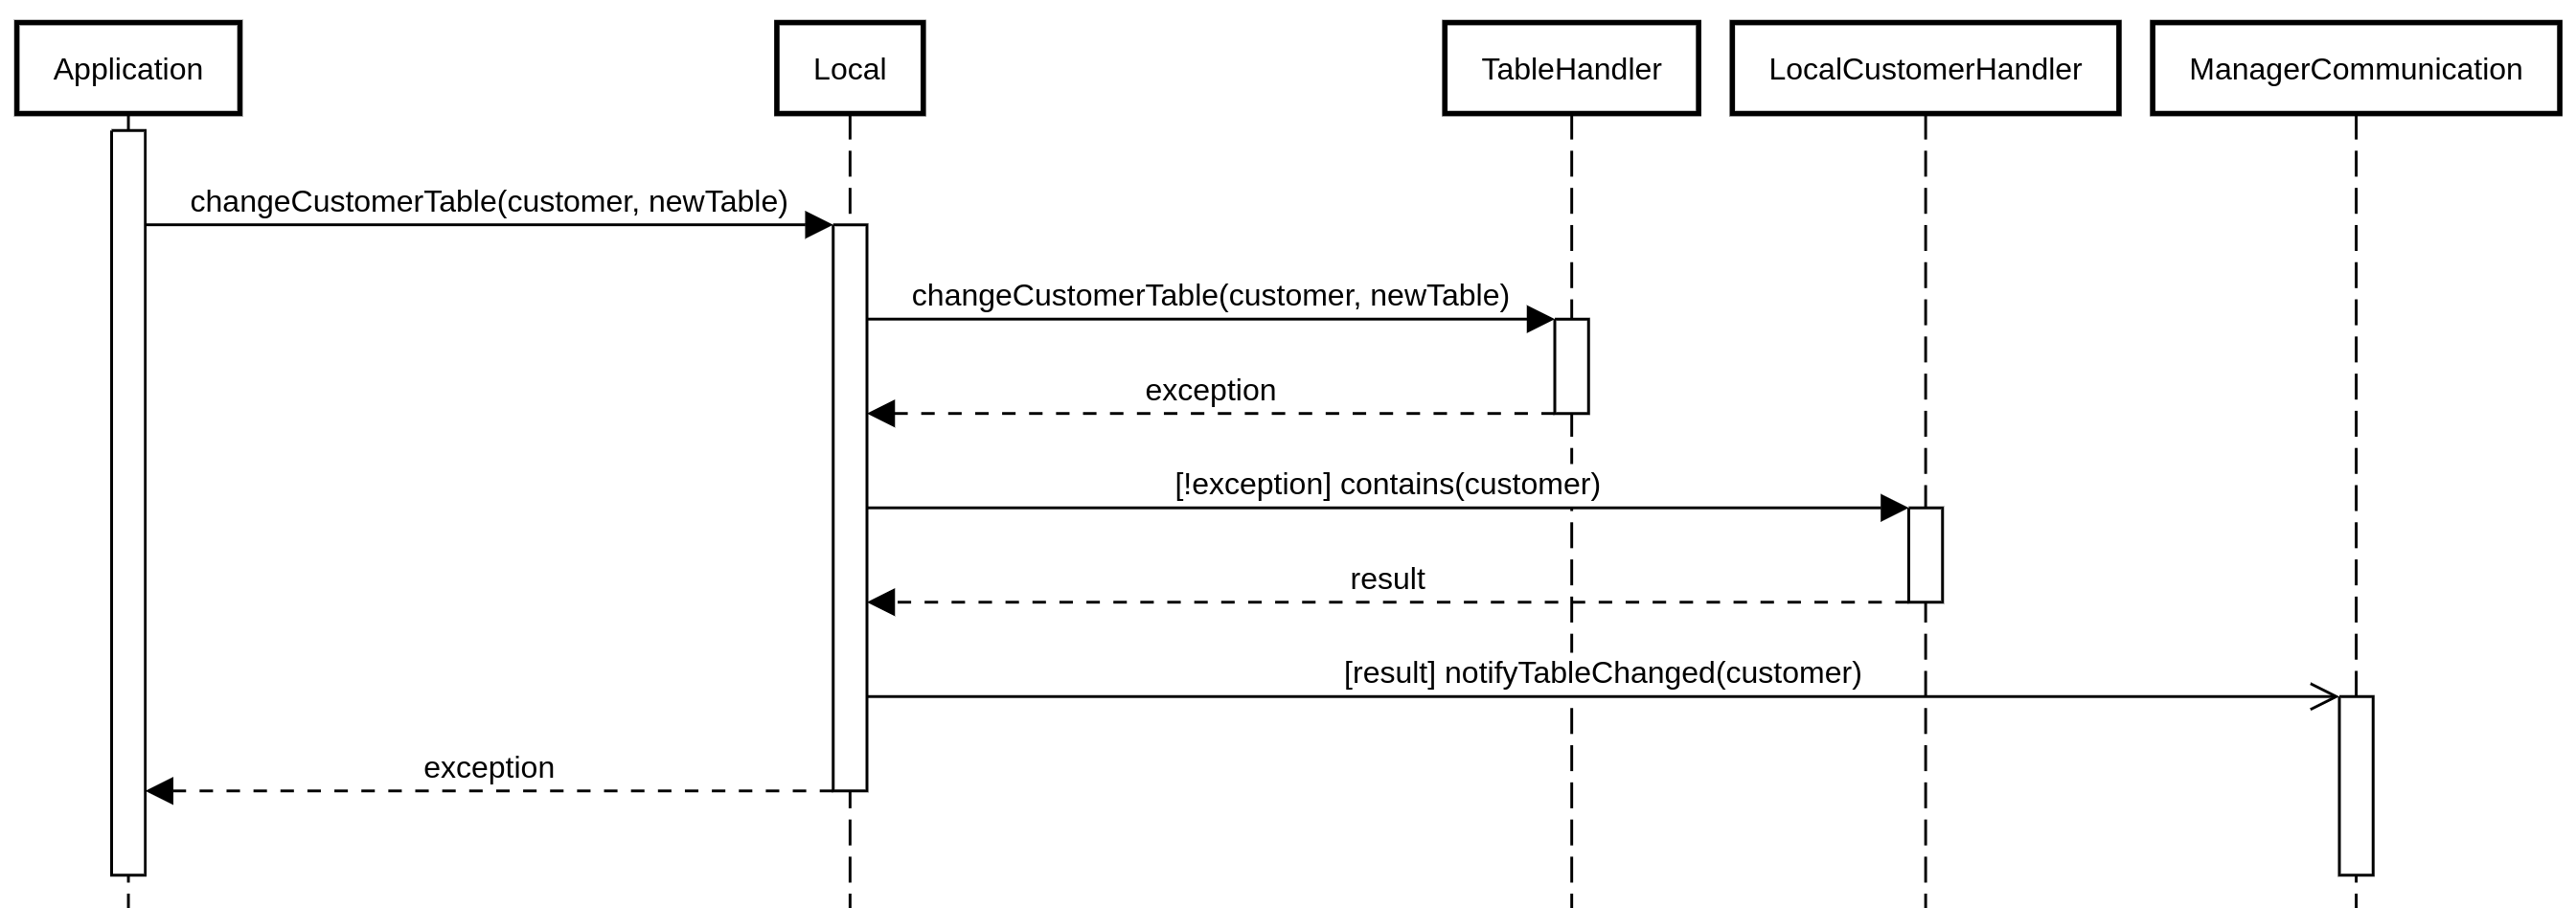 Application
Local
TableHandler
LocalCustomerHandler
ManagerCommunication
changeCustomerTable(customer, newTable)
changeCustomerTable(customer, newTable)
exception
[!exception] contains(customer)
result
[result] notifyTableChanged(customer)
exception